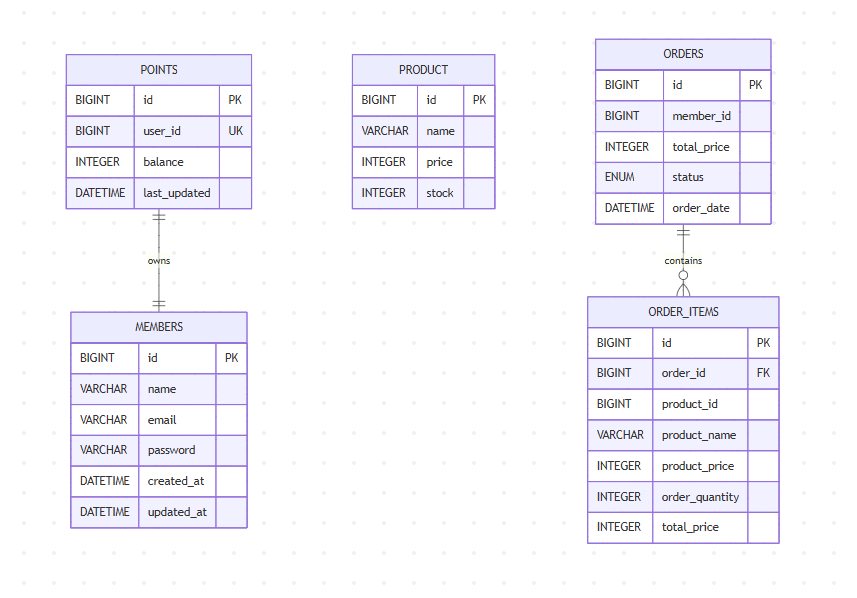 POINTS
BIGINT id PK
BIGINT user_id UK
INTEGER balance
DATETIME last_updated
owns
MEMBERS
BIGINT id PK
VARCHAR name
VARCHAR email
VARCHAR password
DATETIME created_at
DATETIME updated_at
PRODUCT
BIGINT id PK
VARCHAR name
INTEGER price
INTEGER stock
ORDERS
BIGINT id PK
BIGINT member_id
INTEGER total_price
ENUM status
DATETIME order_date
contains
ORDER_ITEMS
BIGINT id PK
BIGINT order_id FK
BIGINT product_id
VARCHAR product_name
INTEGER product_price
INTEGER order_quantity
INTEGER total_price